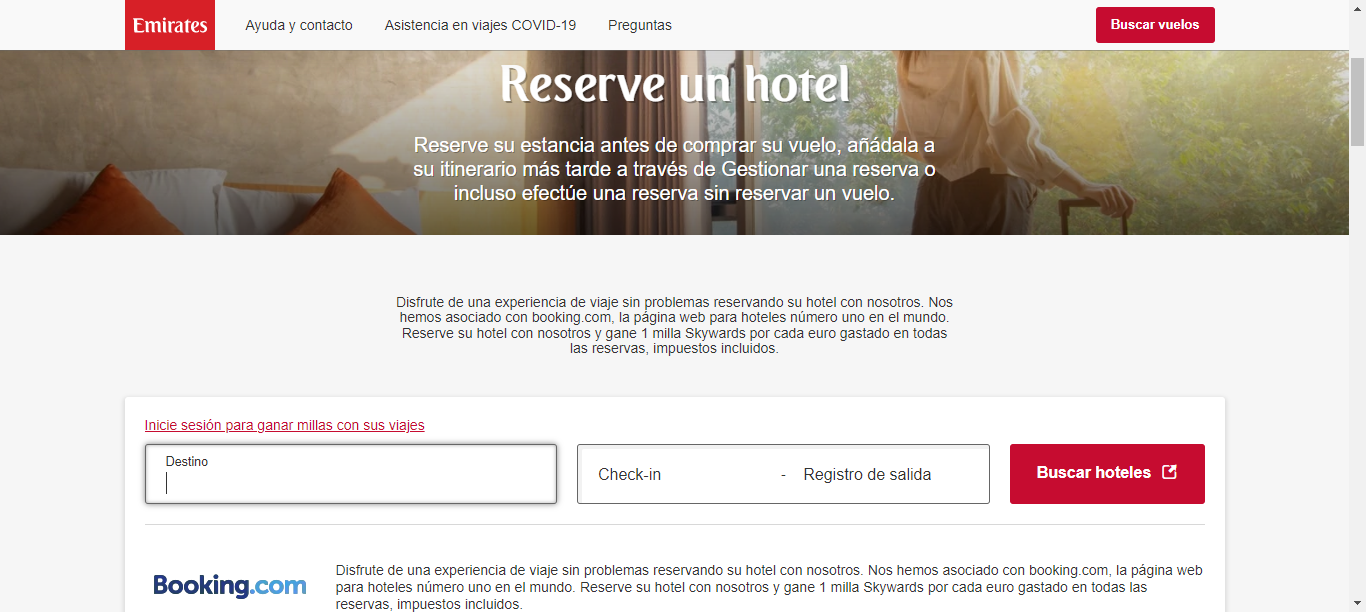 Emirates
Ayuda y contacto
Asistencia en viajes COVID-19
Preguntas
Buscar vuelos
Reserve un hotel
Reserve su estancia antes de comprar su vuelo, añádala a
su itinerario más tarde a través de Gestionar una reserva o
incluso efectúe una reserva sin reservar un vuelo.
Disfrute de una experiencia de viaje sin problemas reservando su hotel con nosotros. Nos
hemos asociado con booking.com, la página web para hoteles número uno en el mundo.
Reserve su hotel con nosotros y gane 1 milla Skywards por cada euro gastado en todas
las reservas, impuestos incluidos.
Inicie sesión para ganar millas con sus viajes
Destino
Check-in - Registro de salida
Buscar hoteles
Booking.com
Disfrute de una experiencia de viaje sin problemas reservando su hotel con nosotros. Nos hemos asociado con booking.com, la página web
para hoteles número uno en el mundo. Reserve su hotel con nosotros y gane 1 milla Skywards por cada euro gastado en todas las
reservas, impuestos incluidos.